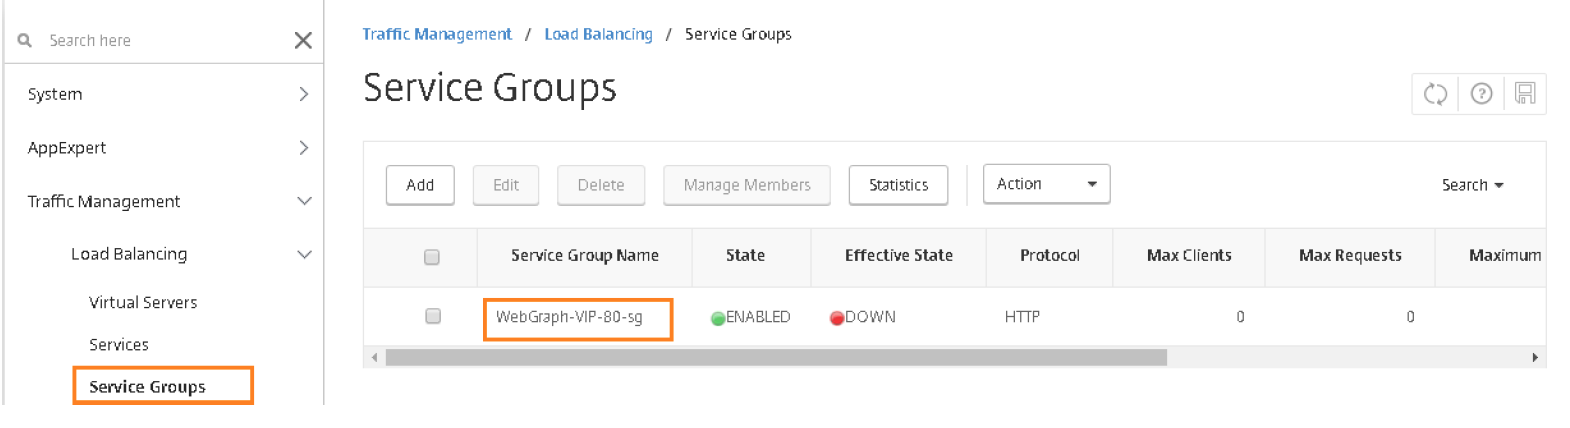 Search here
System
AppExpert
Traffic Management
Load Balancing
Virtual Servers
Services
Service Groups
Traffic Management / Load Balancing / Service Groups
Service Groups
Add Edit Delete Manage Members Statistics Action Search
Service Group Name State Effective State Protocol Max Clients Max Requests Maximum
WebGraph-VIP-80-sg ENABLED DOWN HTTP 0 0